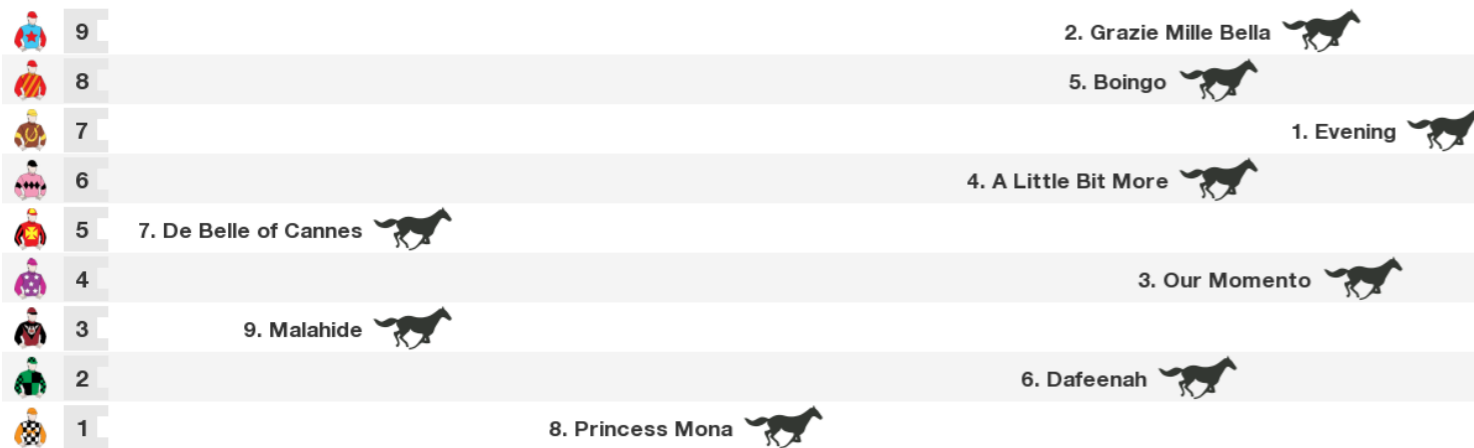 9 2. Grazie Mille Bella
8 5. Boingo
7 1. Evening
6 4. A Little Bit More
5 7. De Belle of Cannes
4 3. Our Momento
3 9. Malahide
2 6. Dafeenah
1 8. Princess Mona